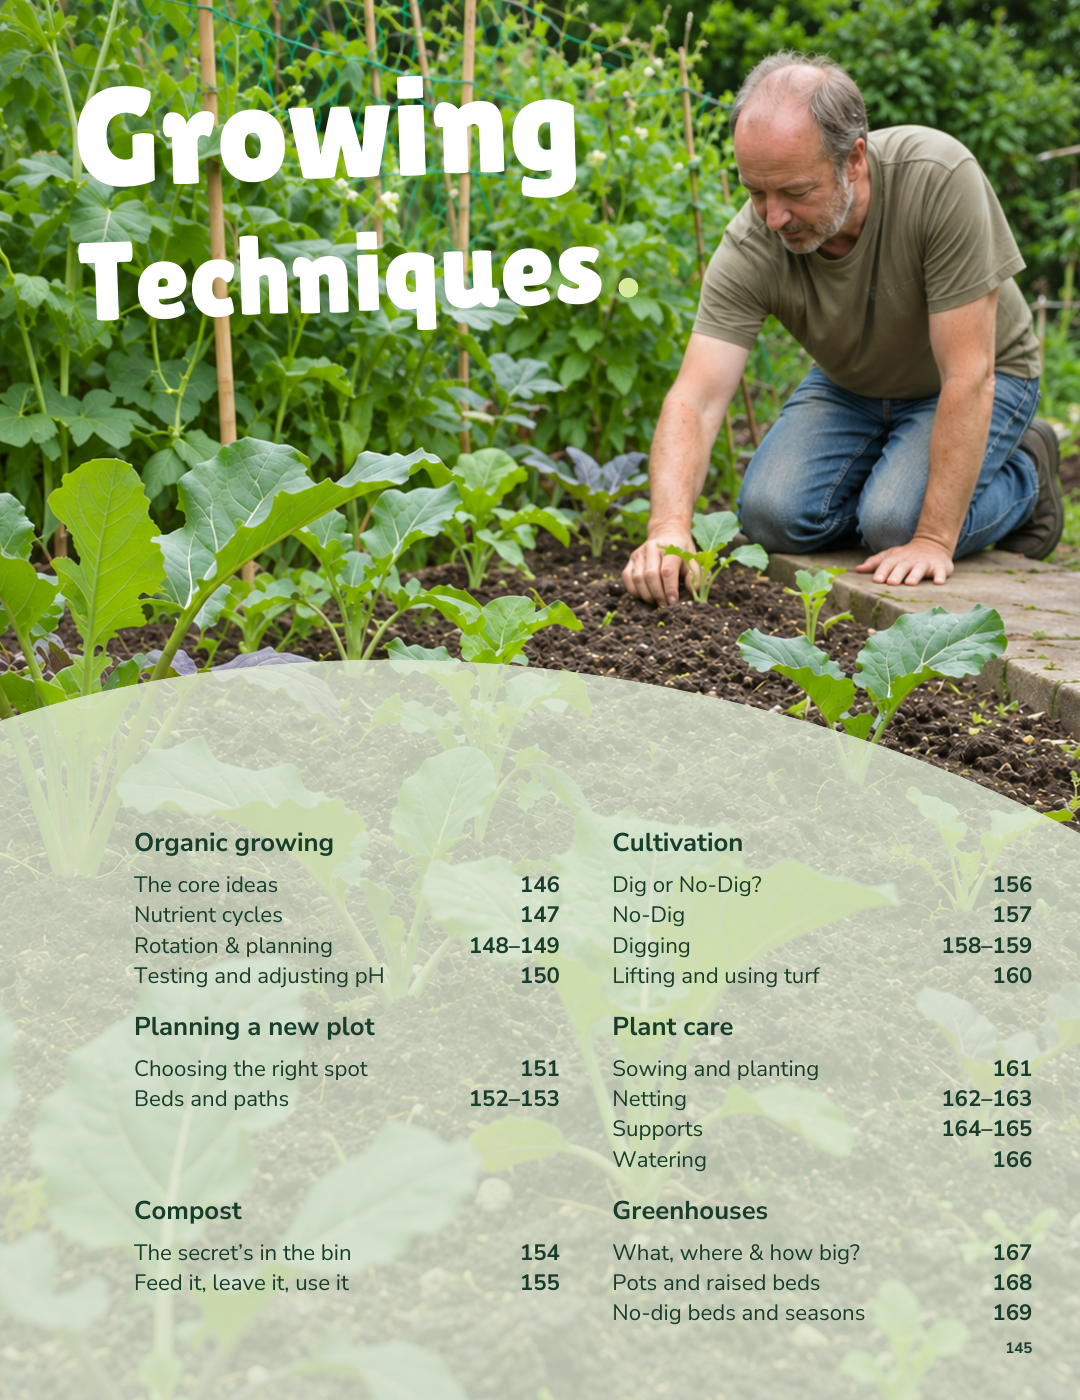 Growing
Techniques.
Organic growing
The core ideas 146
Nutrient cycles 147
Rotation & planning 148–149
Testing and adjusting pH 150
Planning a new plot
Choosing the right spot 151
Beds and paths 152–153
Compost
The secret’s in the bin 154
Feed it, leave it, use it 155
Cultivation
Dig or No-Dig? 156
No-Dig 157
Digging 158–159
Lifting and using turf 160
Plant care
Sowing and planting 161
Netting 162–163
Supports 164–165
Watering 166
Greenhouses
What, where & how big? 167
Pots and raised beds 168
No-dig beds and seasons 169
145